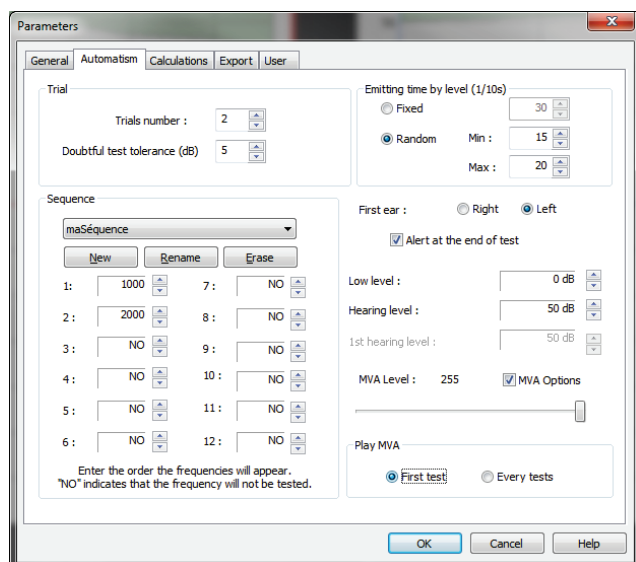 Parameters
General Automatism Calculations Export User
Trial
Trials number : 2
Doubtful test tolerance (dB) 5
Emitting time by level (1/10s)
Fixed 30
Random Min : 15
Max : 20
Sequence
maSéquence
New Rename Erase
1: 1000 7 : NO
2 : 2000 8 : NO
3 : NO 9 : NO
4 : NO 10 : NO
5 : NO 11 : NO
6 : NO 12 : NO
Enter the order the frequencies will appear.
"NO" indicates that the frequency will not be tested.
First ear : Right Left
Alert at the end of test
Low level : 0 dB
Hearing level : 50 dB
1st hearing level : 50 dB
MVA Level : 255 MVA Options
Play MVA
First test Every tests
OK Cancel Help